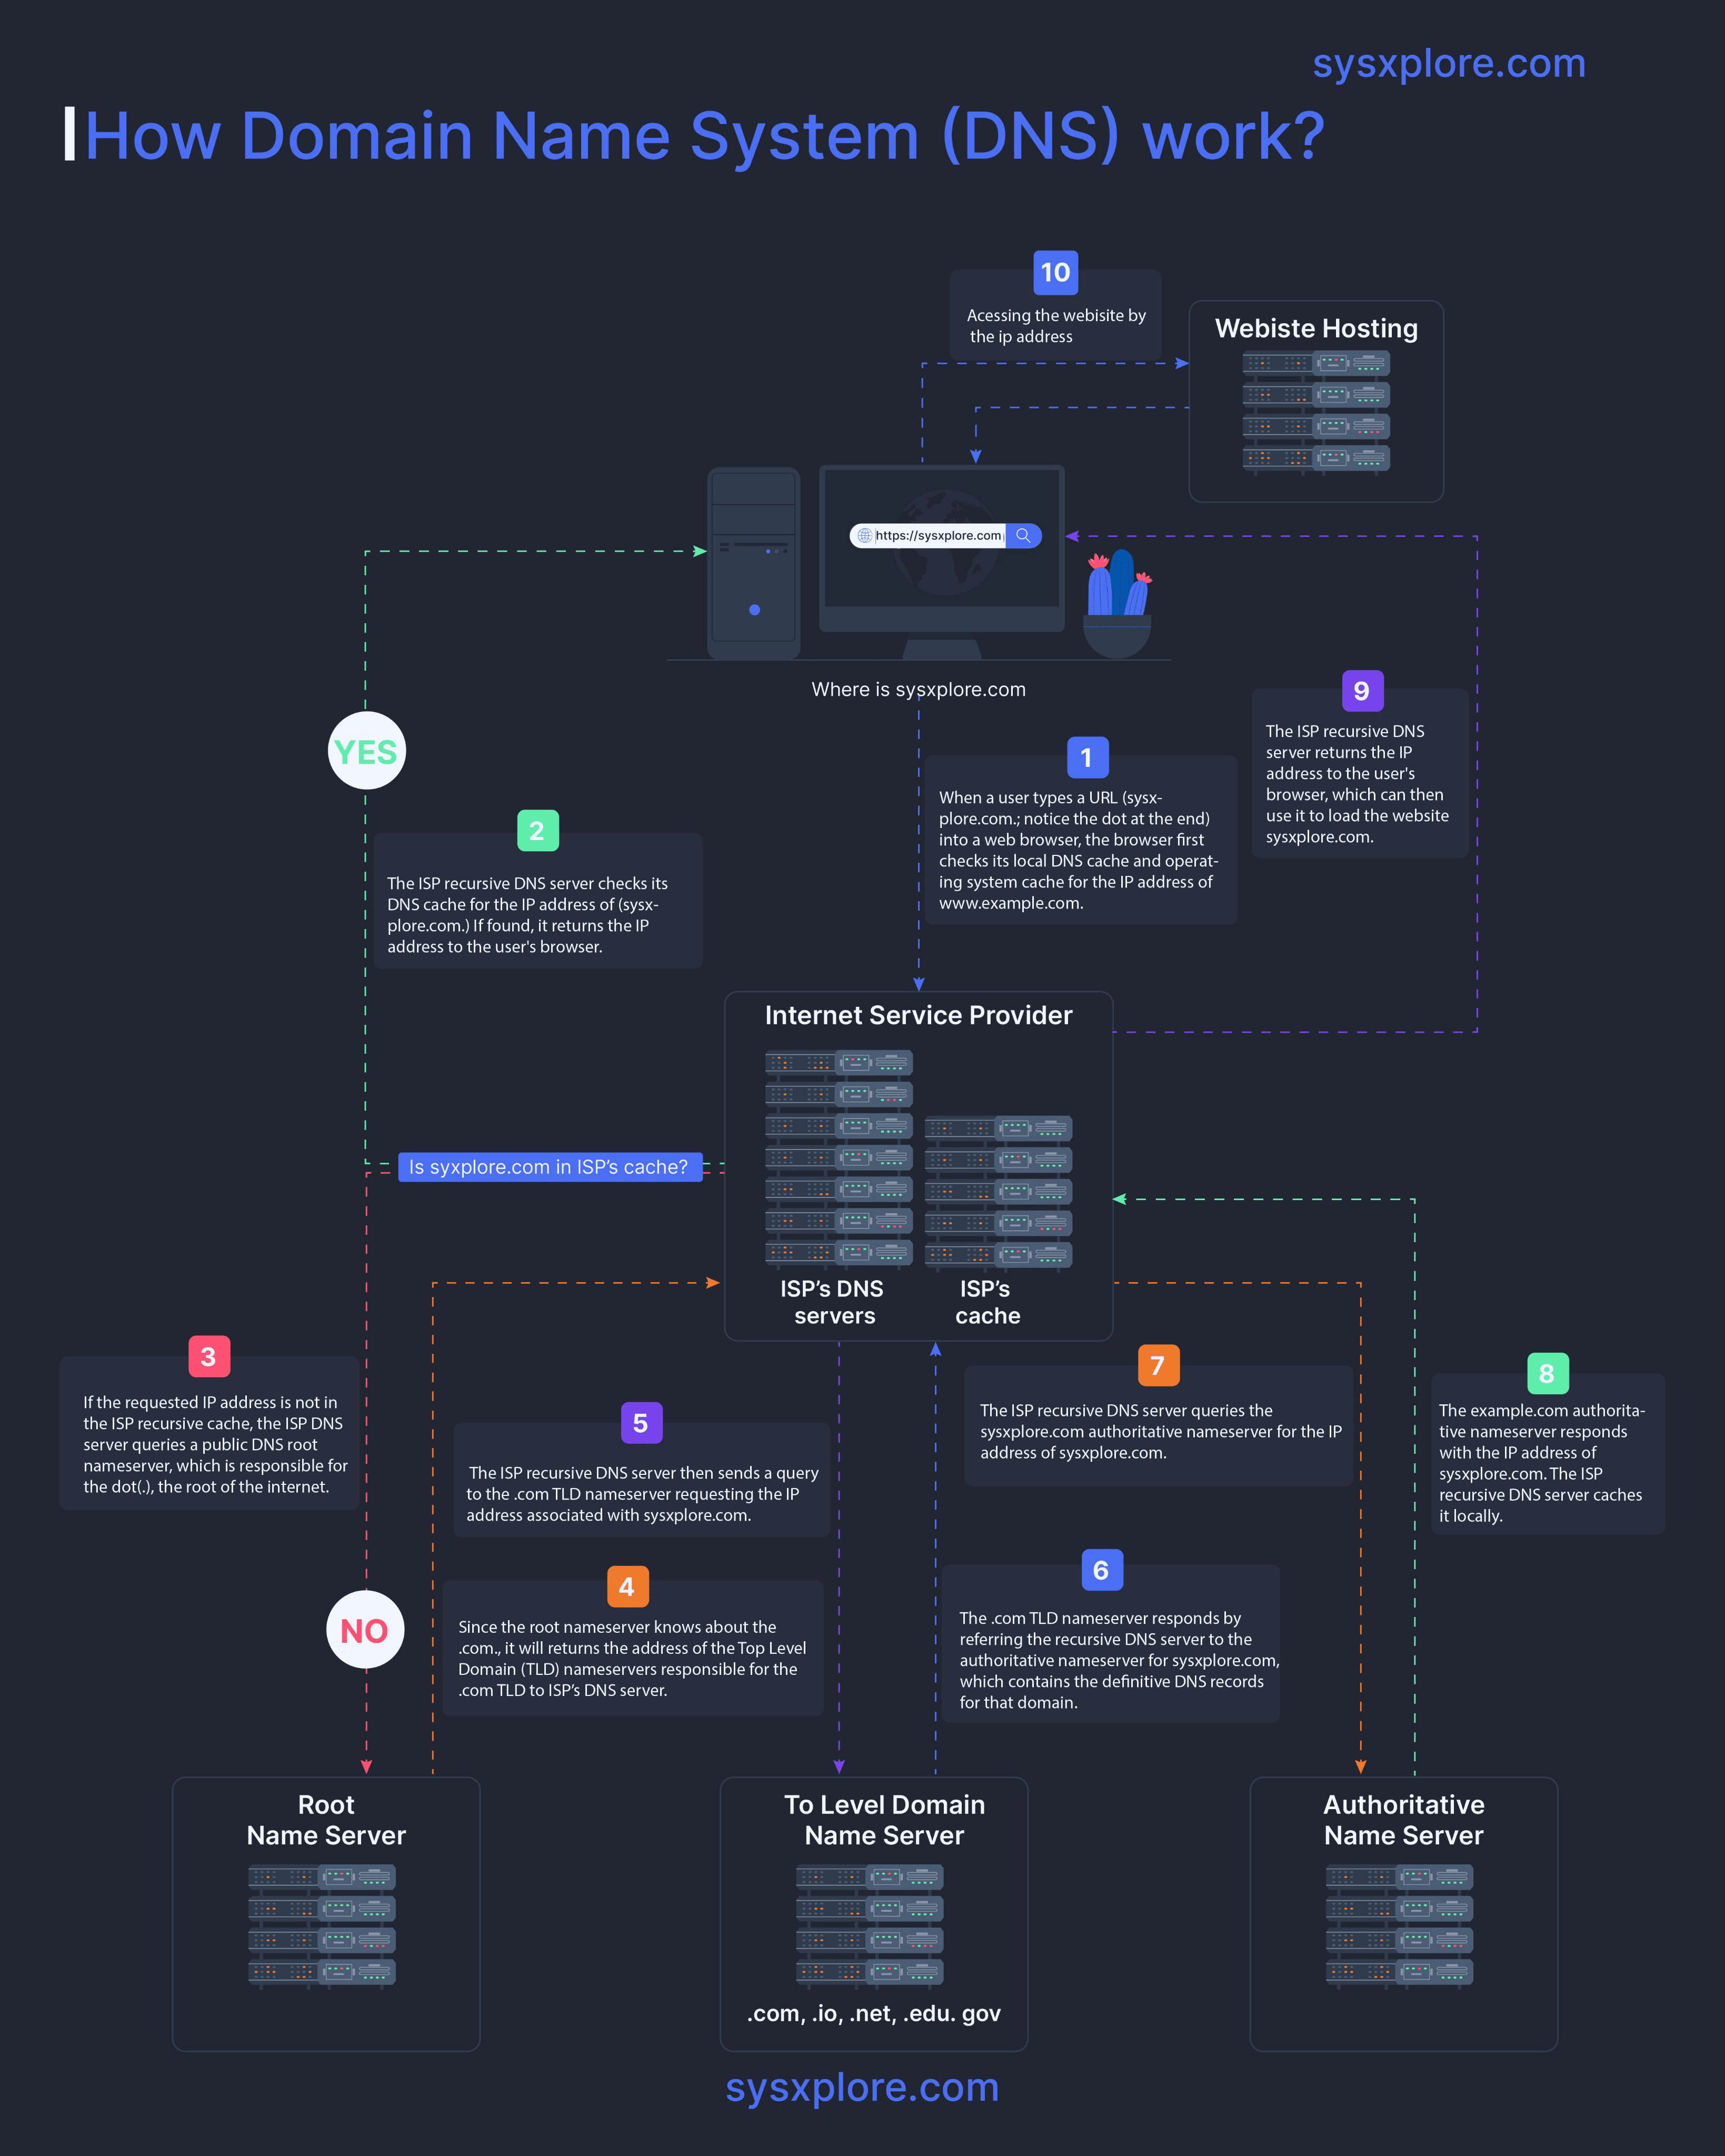 sysxplore.com
How Domain Name System (DNS) work?
10
Acessing the webisite by
the ip address
Webiste Hosting
https://sysxplore.com
Where is sysxplore.com
YES
1
When a user types a URL (sysx-
plore.com.; notice the dot at the end)
into a web browser, the browser first
checks its local DNS cache and operat-
ing system cache for the IP address of
www.example.com.
9
The ISP recursive DNS
server returns the IP
address to the user's
browser, which can then
use it to load the website
sysxplore.com.
2
The ISP recursive DNS server checks its
DNS cache for the IP address of (sysx-
plore.com.) If found, it returns the IP
address to the user's browser.
Internet Service Provider
Is syxplore.com in ISP’s cache?
ISP’s DNS
servers
ISP’s
cache
3
If the requested IP address is not in
the ISP recursive cache, the ISP DNS
server queries a public DNS root
nameserver, which is responsible for
the dot(.), the root of the internet.
5
The ISP recursive DNS server then sends a query
to the .com TLD nameserver requesting the IP
address associated with sysxplore.com.
7
The ISP recursive DNS server queries the
sysxplore.com authoritative nameserver for the IP
address of sysxplore.com.
8
The example.com authorita-
tive nameserver responds
with the IP address of
sysxplore.com. The ISP
recursive DNS server caches
it locally.
NO
4
Since the root nameserver knows about the
.com., it will returns the address of the Top Level
Domain (TLD) nameservers responsible for the
.com TLD to ISP’s DNS server.
6
The .com TLD nameserver responds by
referring the recursive DNS server to the
authoritative nameserver for sysxplore.com,
which contains the definitive DNS records
for that domain.
Root
Name Server
To Level Domain
Name Server
.com, .io, .net, .edu. gov
Authoritative
Name Server
sysxplore.com